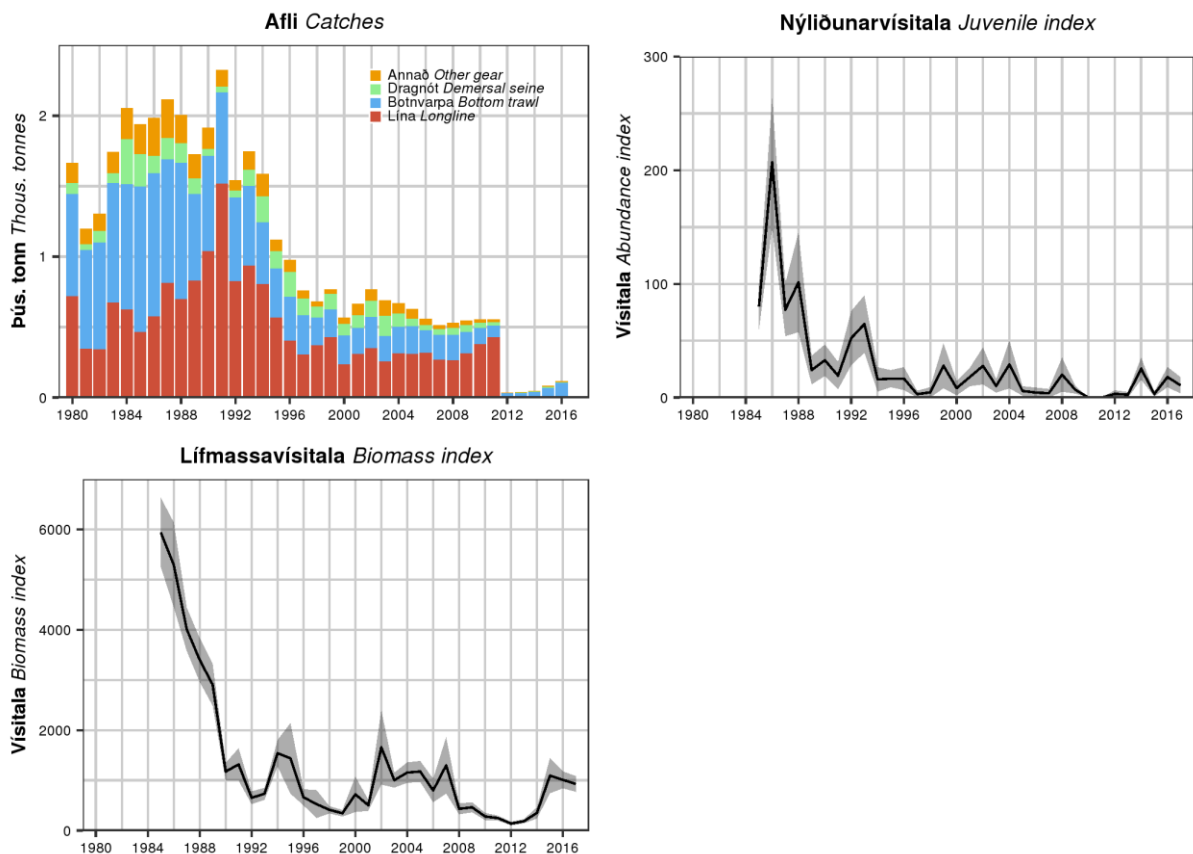 Afli Catches
Annað Other gear
Dragnót Demersal seine
Botnvarpa Bottom trawl
Lína Longline
Þús. tonn Thous. tonnes
2
1
0
1980 1984 1988 1992 1996 2000 2004 2008 2012 2016
Nýliðunarvísitala Juvenile index
Vísitala Abundance index
300
200
100
0
1980 1984 1988 1992 1996 2000 2004 2008 2012 2016
Lífmassavísitala Biomass index
Vísitala Biomass index
6000
4000
2000
0
1980 1984 1988 1992 1996 2000 2004 2008 2012 2016